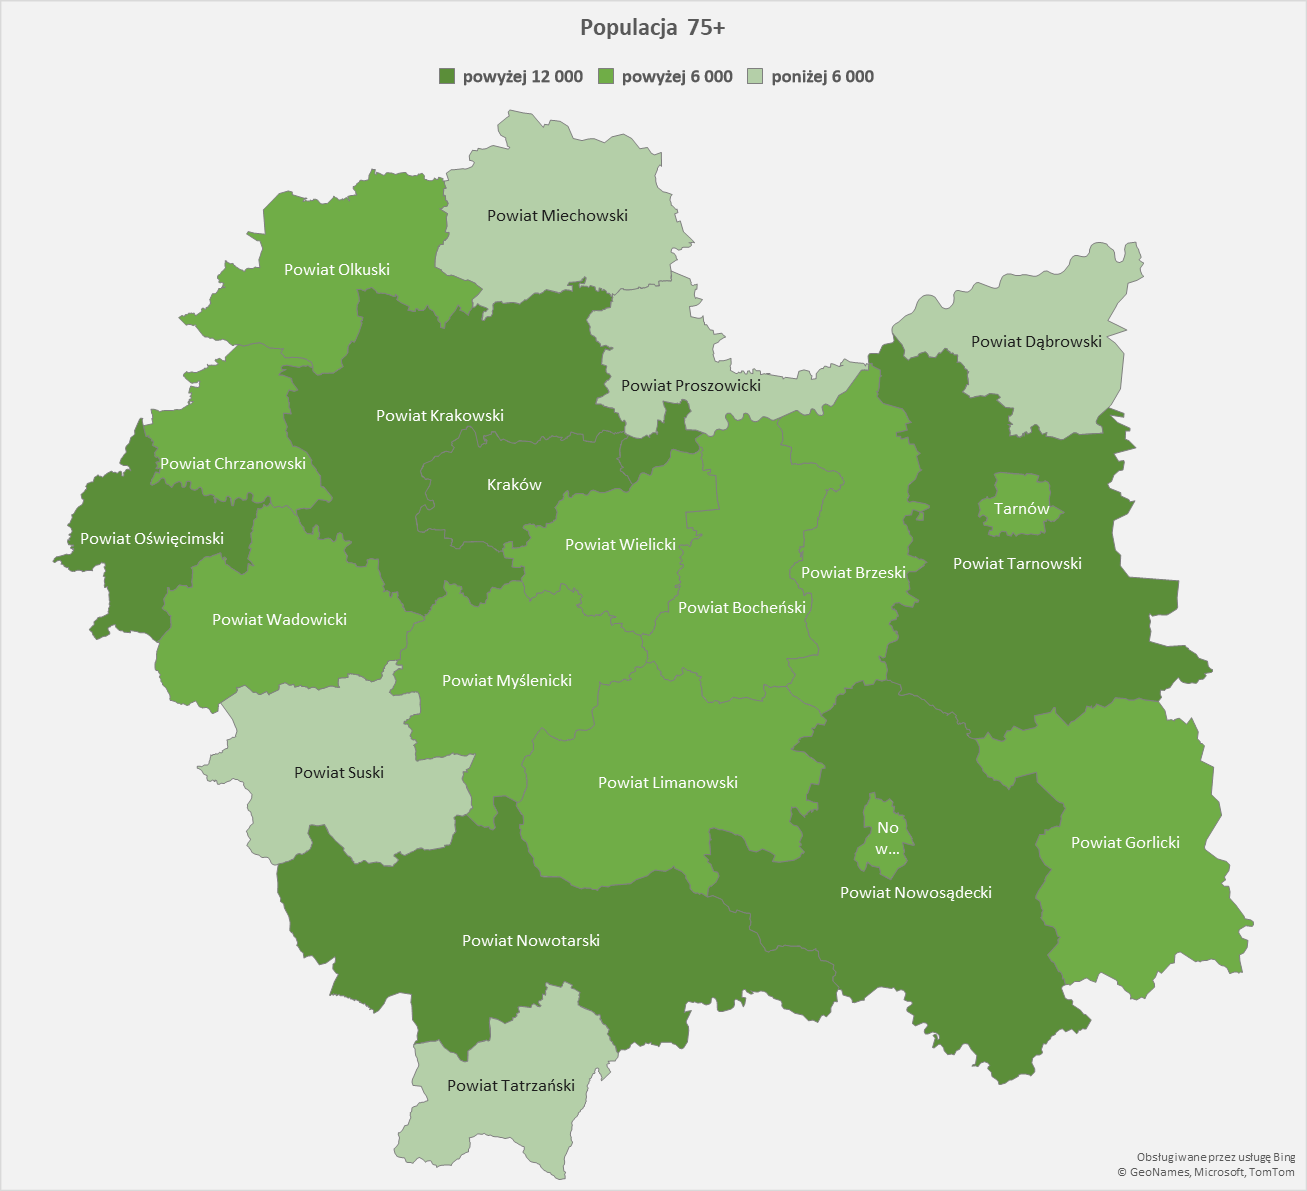 Populacja 75+
powyżej 12 000 powyżej 6 000 poniżej 6 000
Powiat Miechowski
Powiat Olkuski
Powiat Dąbrowski
Powiat Proszowicki
Powiat Krakowski
Powiat Chrzanowski
Kraków
Tarnów
Powiat Oświęcimski
Powiat Wielicki
Powiat Tarnowski
Powiat Brzeski
Powiat Bocheński
Powiat Wadowicki
Powiat Myślenicki
Powiat Suski
Powiat Limanowski
No
w...
Powiat Gorlicki
Powiat Nowosądecki
Powiat Nowotarski
Powiat Tatrzański
Obsługiwane przez usługę Bing
© GeoNames, Microsoft, TomTom